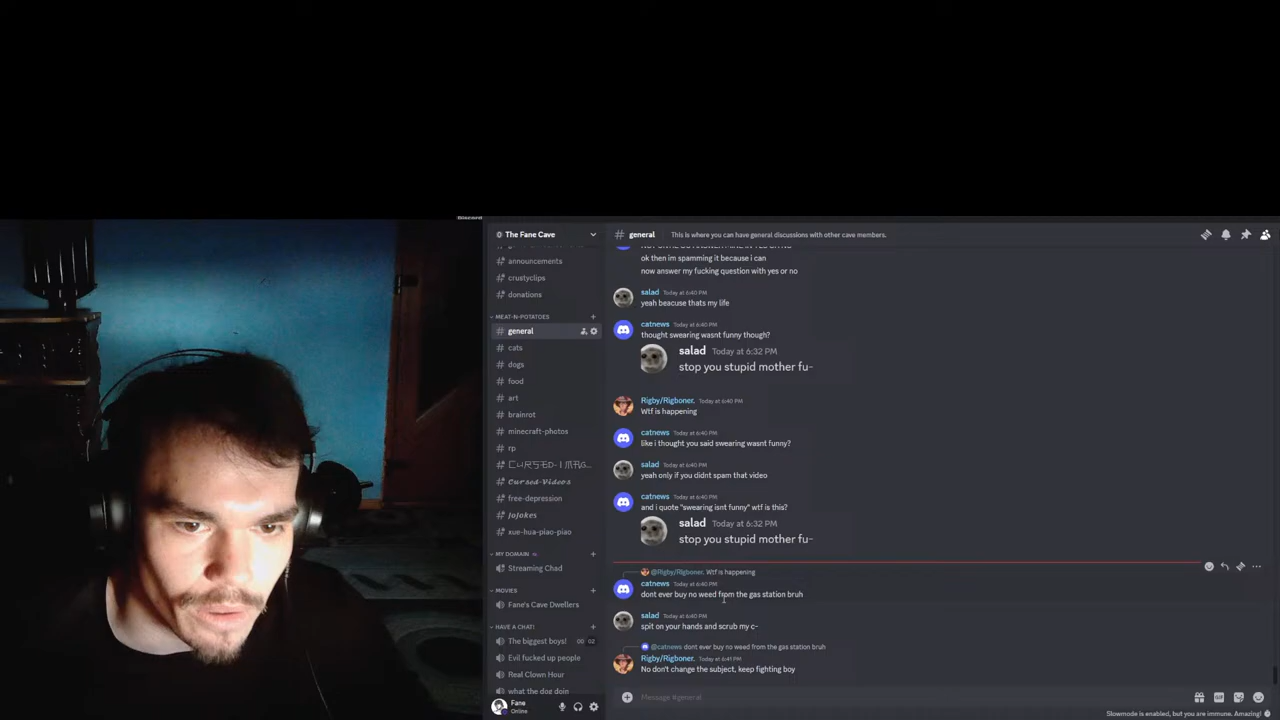 The Fane Cave
announcements
crustyclips
donations
MEAT-N-POTATOES
general
cats
dogs
food
art
brainrot
minecraft-photos
rp
Cursed-Videos
free-depression
jojokes
xue-hua-piao-piao
MY DOMAIN
Streaming Chad
MOVIES
Fane's Cave Dwellers
HAVE A CHAT!
The biggest boys! 00 02
Evil fucked up people
Real Clown Hour
what the dog doin
Fane
Online
general This is where you can have general discussions with other cave members.
ok then im spamming it because i can
now answer my fucking question with yes or no
salad Today at 6:40 PM
yeah beacuse thats my life
catnews Today at 6:40 PM
thought swearing wasnt funny though?
salad Today at 6:32 PM
stop you stupid mother fu-
Rigby/Rigboner. Today at 6:40 PM
Wtf is happening
catnews Today at 6:40 PM
like i thought you said swearing wasnt funny?
salad Today at 6:40 PM
yeah only if you didnt spam that video
catnews Today at 6:40 PM
and i quote "swearing isnt funny" wtf is this?
salad Today at 6:32 PM
stop you stupid mother fu-
@Rigby/Rigboner. Wtf is happening
catnews Today at 6:40 PM
dont ever buy no weed from the gas station bruh
salad Today at 6:40 PM
spit on your hands and scrub my c-
@catnews dont ever buy no weed from the gas station bruh
Rigby/Rigboner. Today at 6:41 PM
No don't change the subject, keep fighting boy
Message #general
Slowmode is enabled, but you are immune. Amazing!